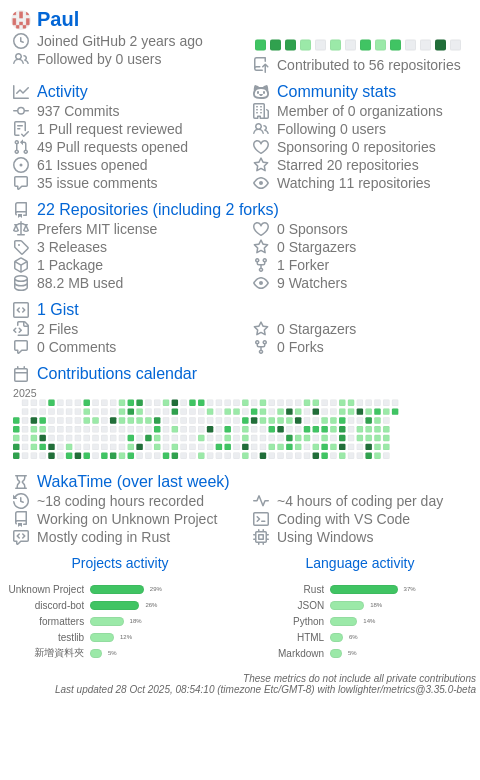 Paul
Joined GitHub 2 years ago
Followed by 0 users
Contributed to 56 repositories
Activity
937 Commits
1 Pull request reviewed
49 Pull requests opened
61 Issues opened
35 issue comments
Community stats
Member of 0 organizations
Following 0 users
Sponsoring 0 repositories
Starred 20 repositories
Watching 11 repositories
22 Repositories (including 2 forks)
Prefers MIT license
3 Releases
1 Package
88.2 MB used
0 Sponsors
0 Stargazers
1 Forker
9 Watchers
1 Gist
2 Files
0 Comments
0 Stargazers
0 Forks
Contributions calendar
2025
WakaTime (over last week)
~18 coding hours recorded
Working on Unknown Project
Mostly coding in Rust
~4 hours of coding per day
Coding with VS Code
Using Windows
Projects activity
Unknown Project 29%
discord-bot 26%
formatters 18%
testlib 12%
新增資料夾 5%
Language activity
Rust 37%
JSON 18%
Python 14%
HTML 6%
Markdown 5%
These metrics do not include all private contributions
Last updated 28 Oct 2025, 08:54:10 (timezone Etc/GMT-8) with lowlighter/metrics@3.35.0-beta